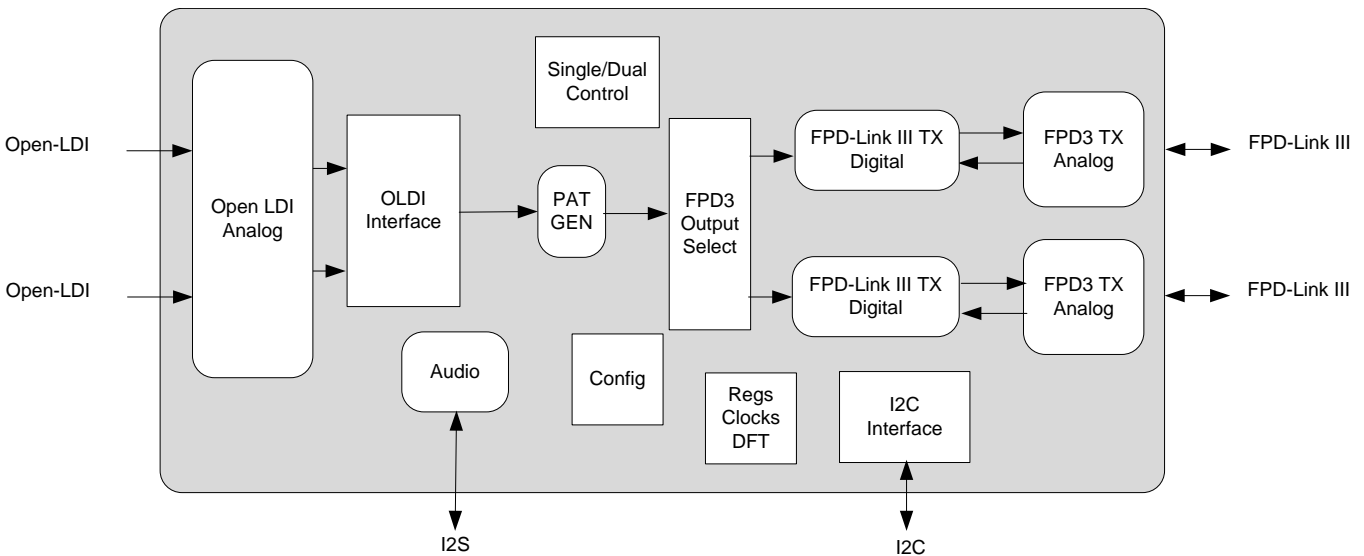 Single/Dual
Control
Open-LDI
Open-LDI
Open LDI
Analog
OLDI
Interface
PAT
GEN
FPD3
Output
Select
FPD-Link III TX
Digital
FPD3 TX
Analog
FPD-Link III
FPD-Link III TX
Digital
FPD3 TX
Analog
FPD-Link III
Audio
Config
Regs
Clocks
DFT
I2C
Interface
I2S
I2C